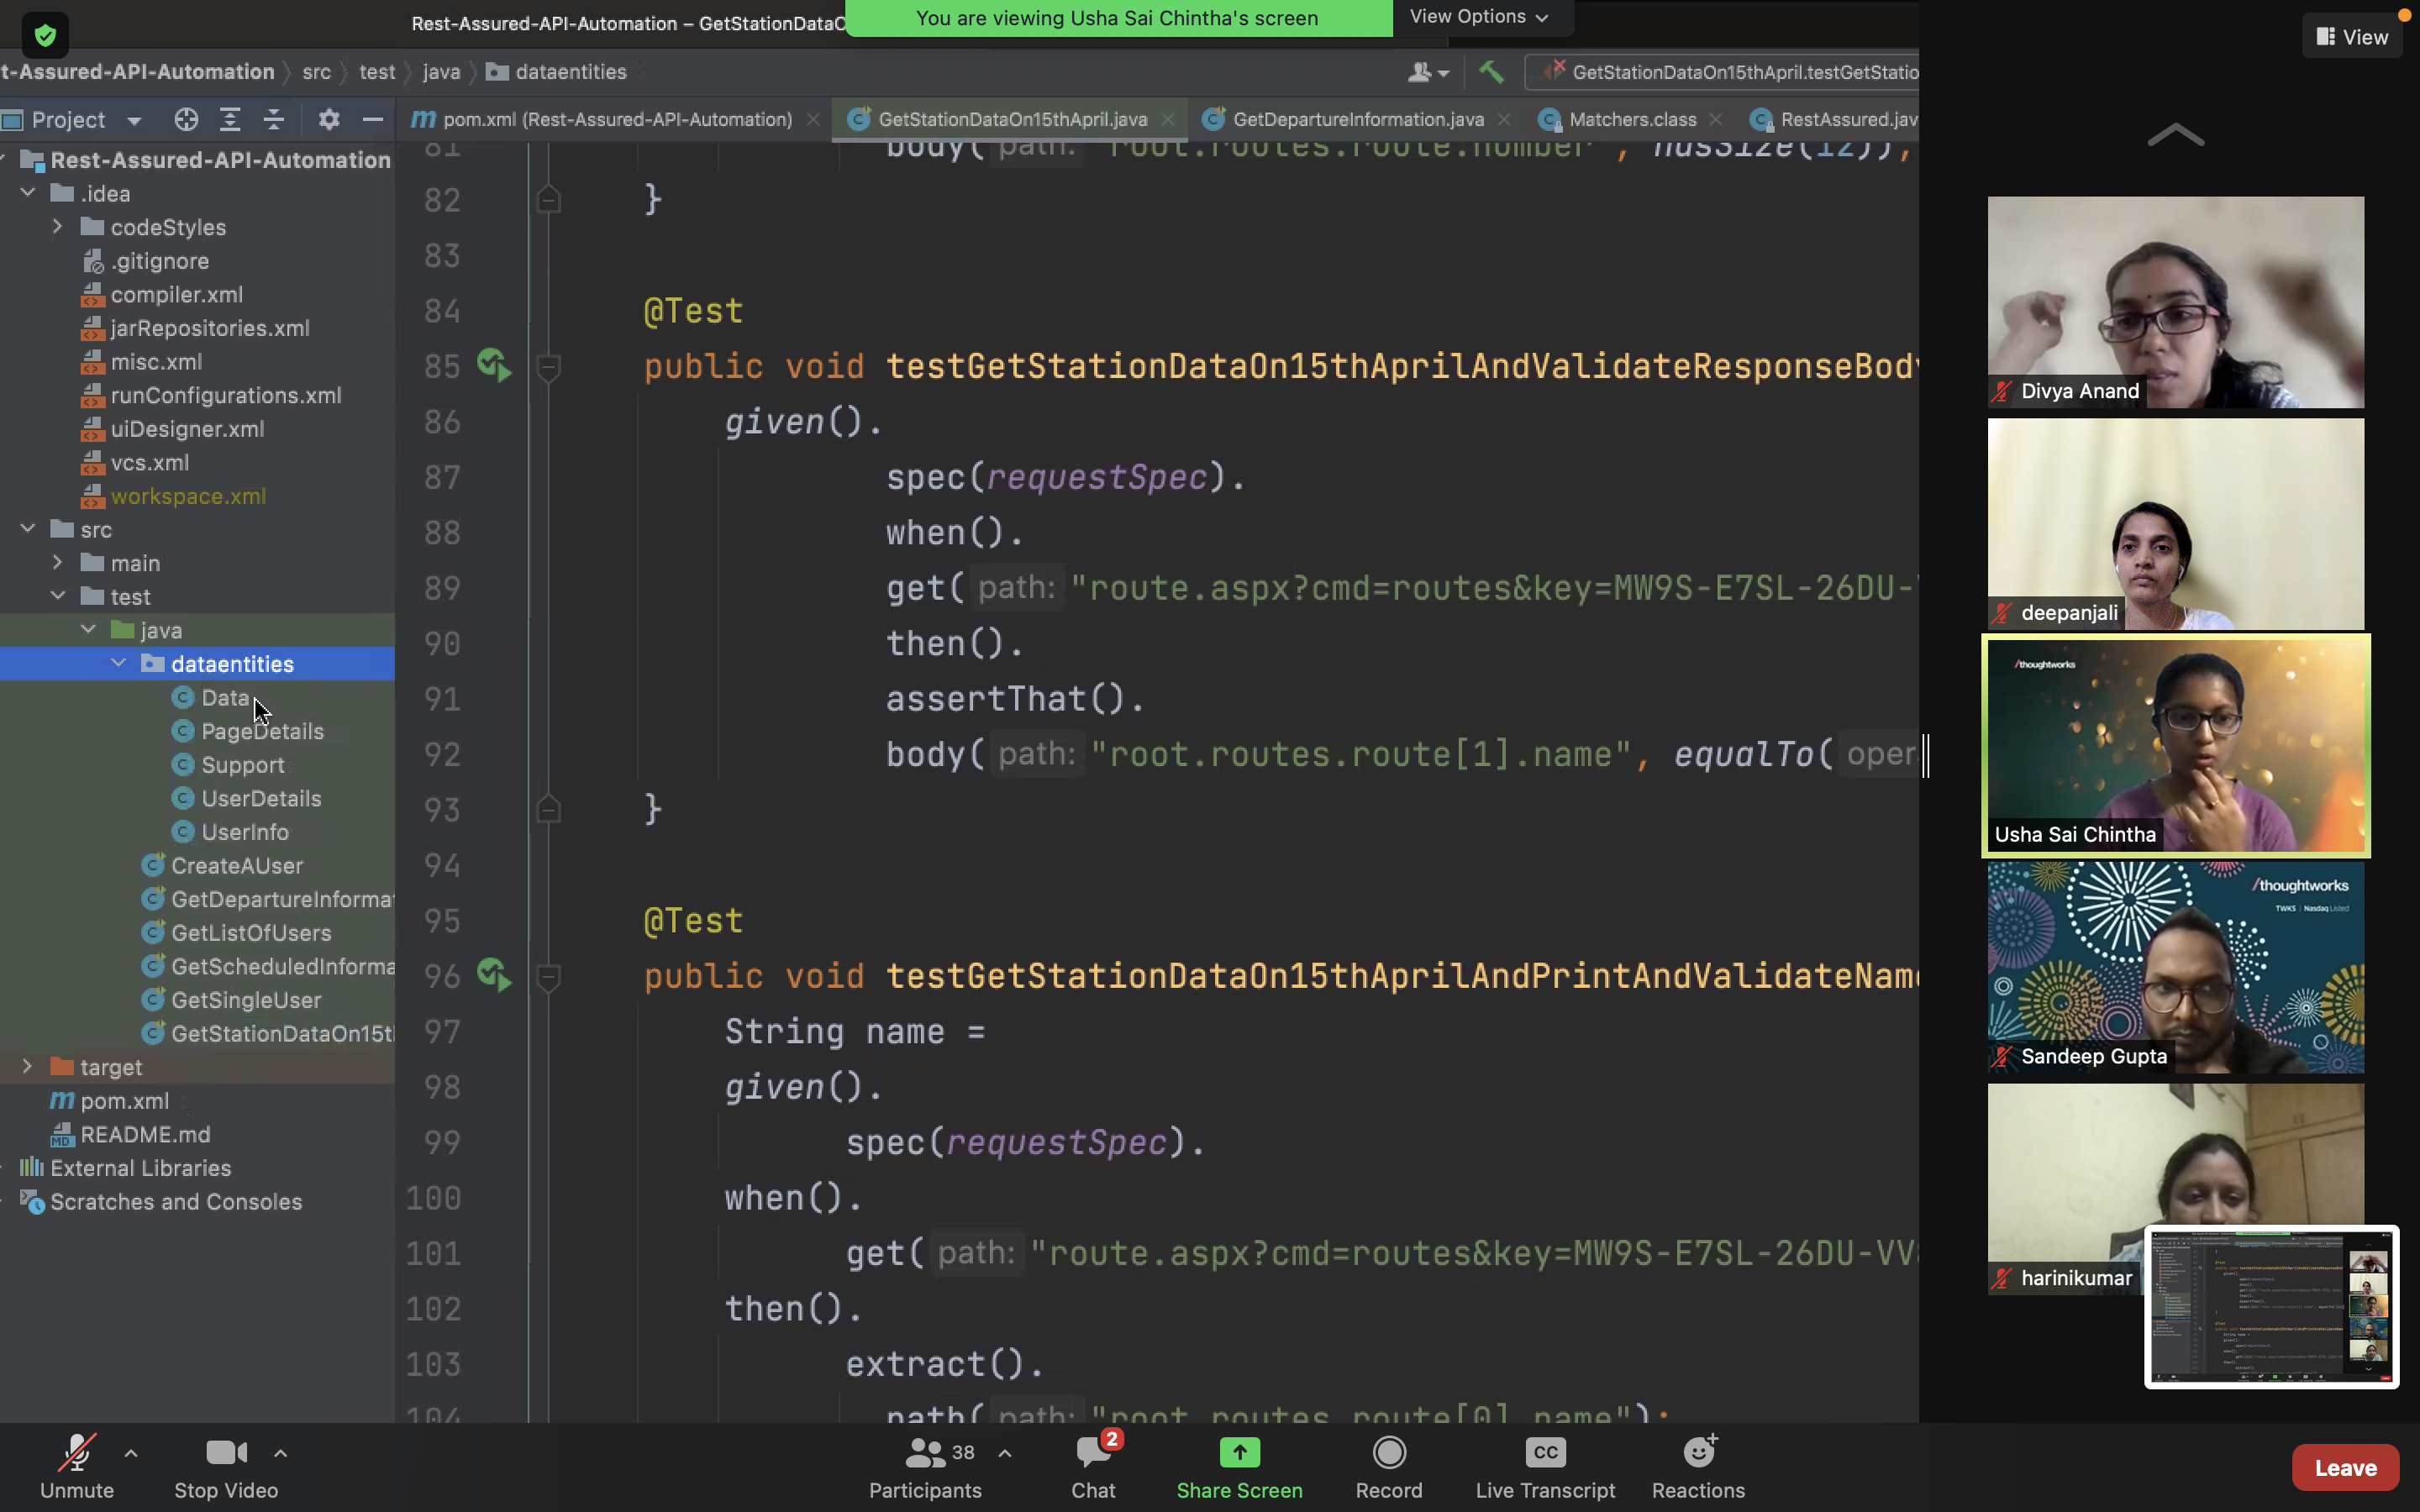 Rest-Assured-API-Automation – GetStationDataO
You are viewing Usha Sai Chintha's screen
View Options
View
t-Assured-API-Automation
src
test
java
dataentities
GetStationDataOn15thApril.testGetStatio
Project
pom.xml (Rest-Assured-API-Automation)
GetStationDataOn15thApril.java
GetDepartureInformation.java
Matchers.class
RestAssured.jav
Rest-Assured-API-Automation
.idea
codeStyles
.gitignore
compiler.xml
jarRepositories.xml
misc.xml
runConfigurations.xml
uiDesigner.xml
vcs.xml
workspace.xml
src
main
test
java
dataentities
Data
PageDetails
Support
UserDetails
UserInfo
CreateAUser
GetDepartureInformat
GetListOfUsers
GetScheduledInforma
GetSingleUser
GetStationDataOn15t
target
pom.xml
README.md
External Libraries
Scratches and Consoles
81 body( path: "root.routes.route.number", hasSize(12));
82 }
83
84 @Test
85 public void testGetStationDataOn15thAprilAndValidateResponseBody
86 given().
87 spec(requestSpec).
88 when().
89 get( path: "route.aspx?cmd=routes&key=MW9S-E7SL-26DU-
90 then().
91 assertThat().
92 body( path: "root.routes.route[1].name", equalTo( oper
93 }
94
95 @Test
96 public void testGetStationDataOn15thAprilAndPrintAndValidateName
97 String name =
98 given().
99 spec(requestSpec).
100 when().
101 get( path: "route.aspx?cmd=routes&key=MW9S-E7SL-26DU-VV
102 then().
103 extract().
104 path( path: "root.routes.route[0].name");
Divya Anand
deepanjali
/thoughtworks
Usha Sai Chintha
/thoughtworks
TWKS | Nasdaq Listed
Sandeep Gupta
harinikumar
Unmute
Stop Video
38
Participants
2
Chat
Share Screen
Record
CC
Live Transcript
Reactions
Leave